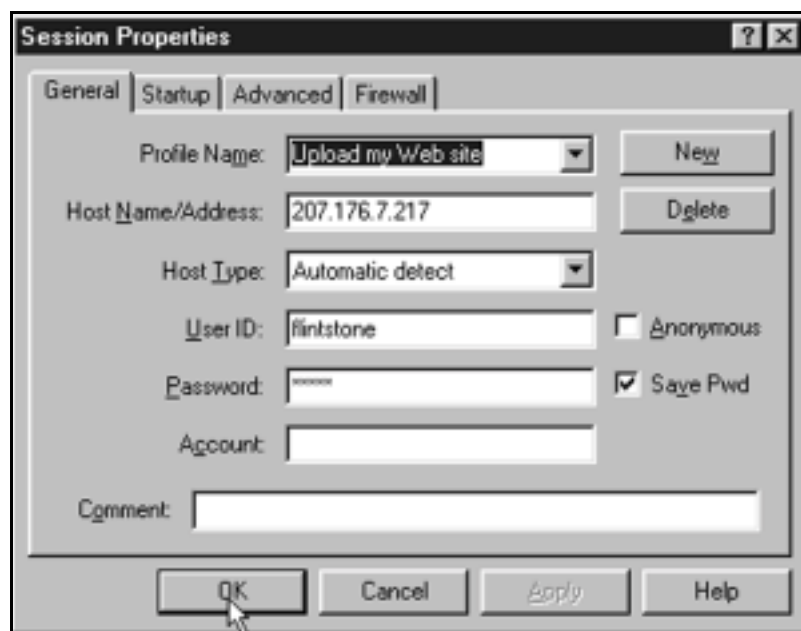 Session Properties
General Startup Advanced Firewall
Profile Name: Upload my Web site New
Host Name/Address: 207.176.7.217 Delete
Host Type: Automatic detect
User ID: flintstone Anonymous
Password: ***** Save Pwd
Account:
Comment:
OK Cancel Apply Help